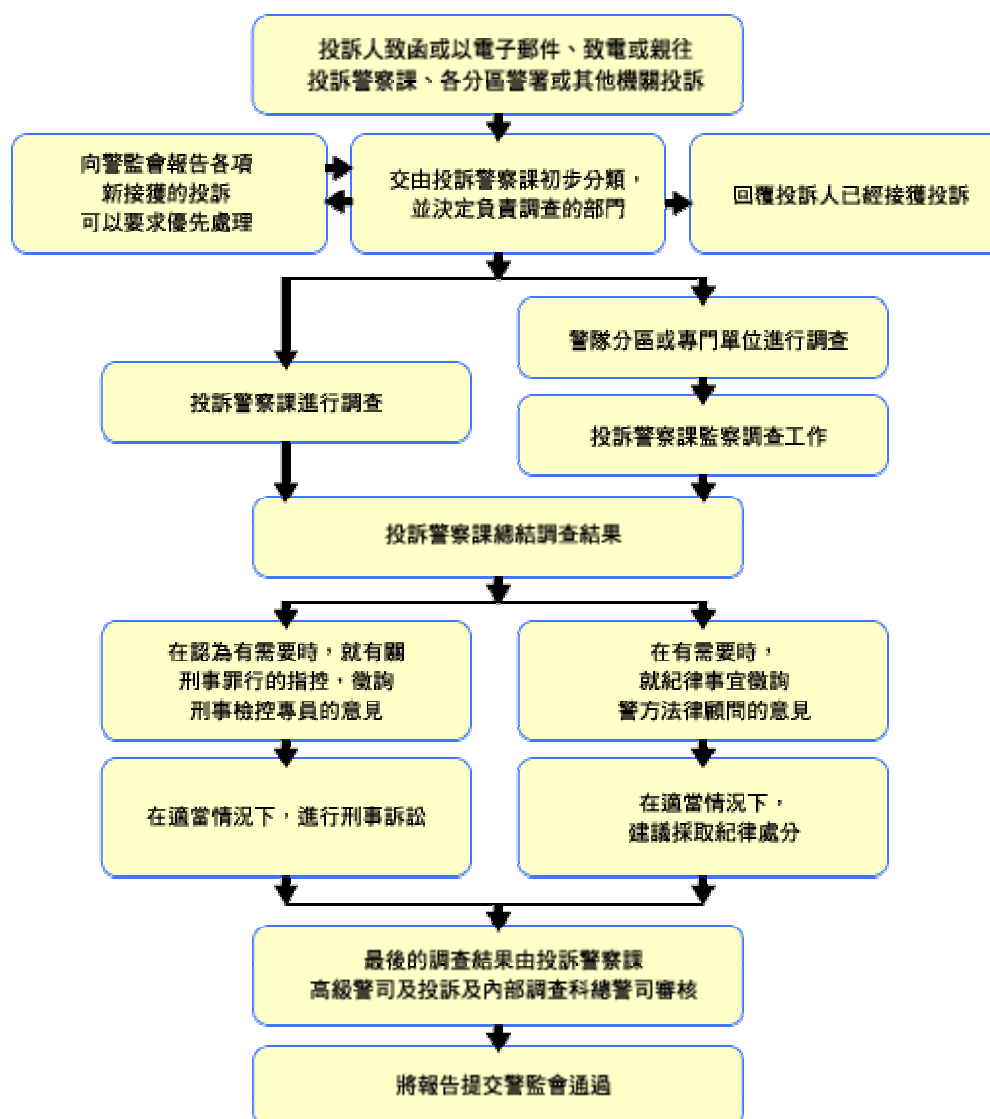 投訴人致函或以電子郵件、致電或親往
投訴警察課、各分區警署或其他機關投訴
向警監會報告各項
新接獲的投訴
可以要求優先處理
交由投訴警察課初步分類，
並決定負責調查的部門
回覆投訴人已經接獲投訴
警隊分區或專門單位進行調查
投訴警察課進行調查
投訴警察課監察調查工作
投訴警察課總結調查結果
在認為有需要時，就有關
刑事罪行的指控，徵詢
刑事檢控專員的意見
在有需要時，
就紀律事宜徵詢
警方法律顧問的意見
在適當情況下，進行刑事訴訟
在適當情況下，
建議採取紀律處分
最後的調查結果由投訴警察課
高級警司及投訴及內部調查科總警司審核
將報告提交警監會通過